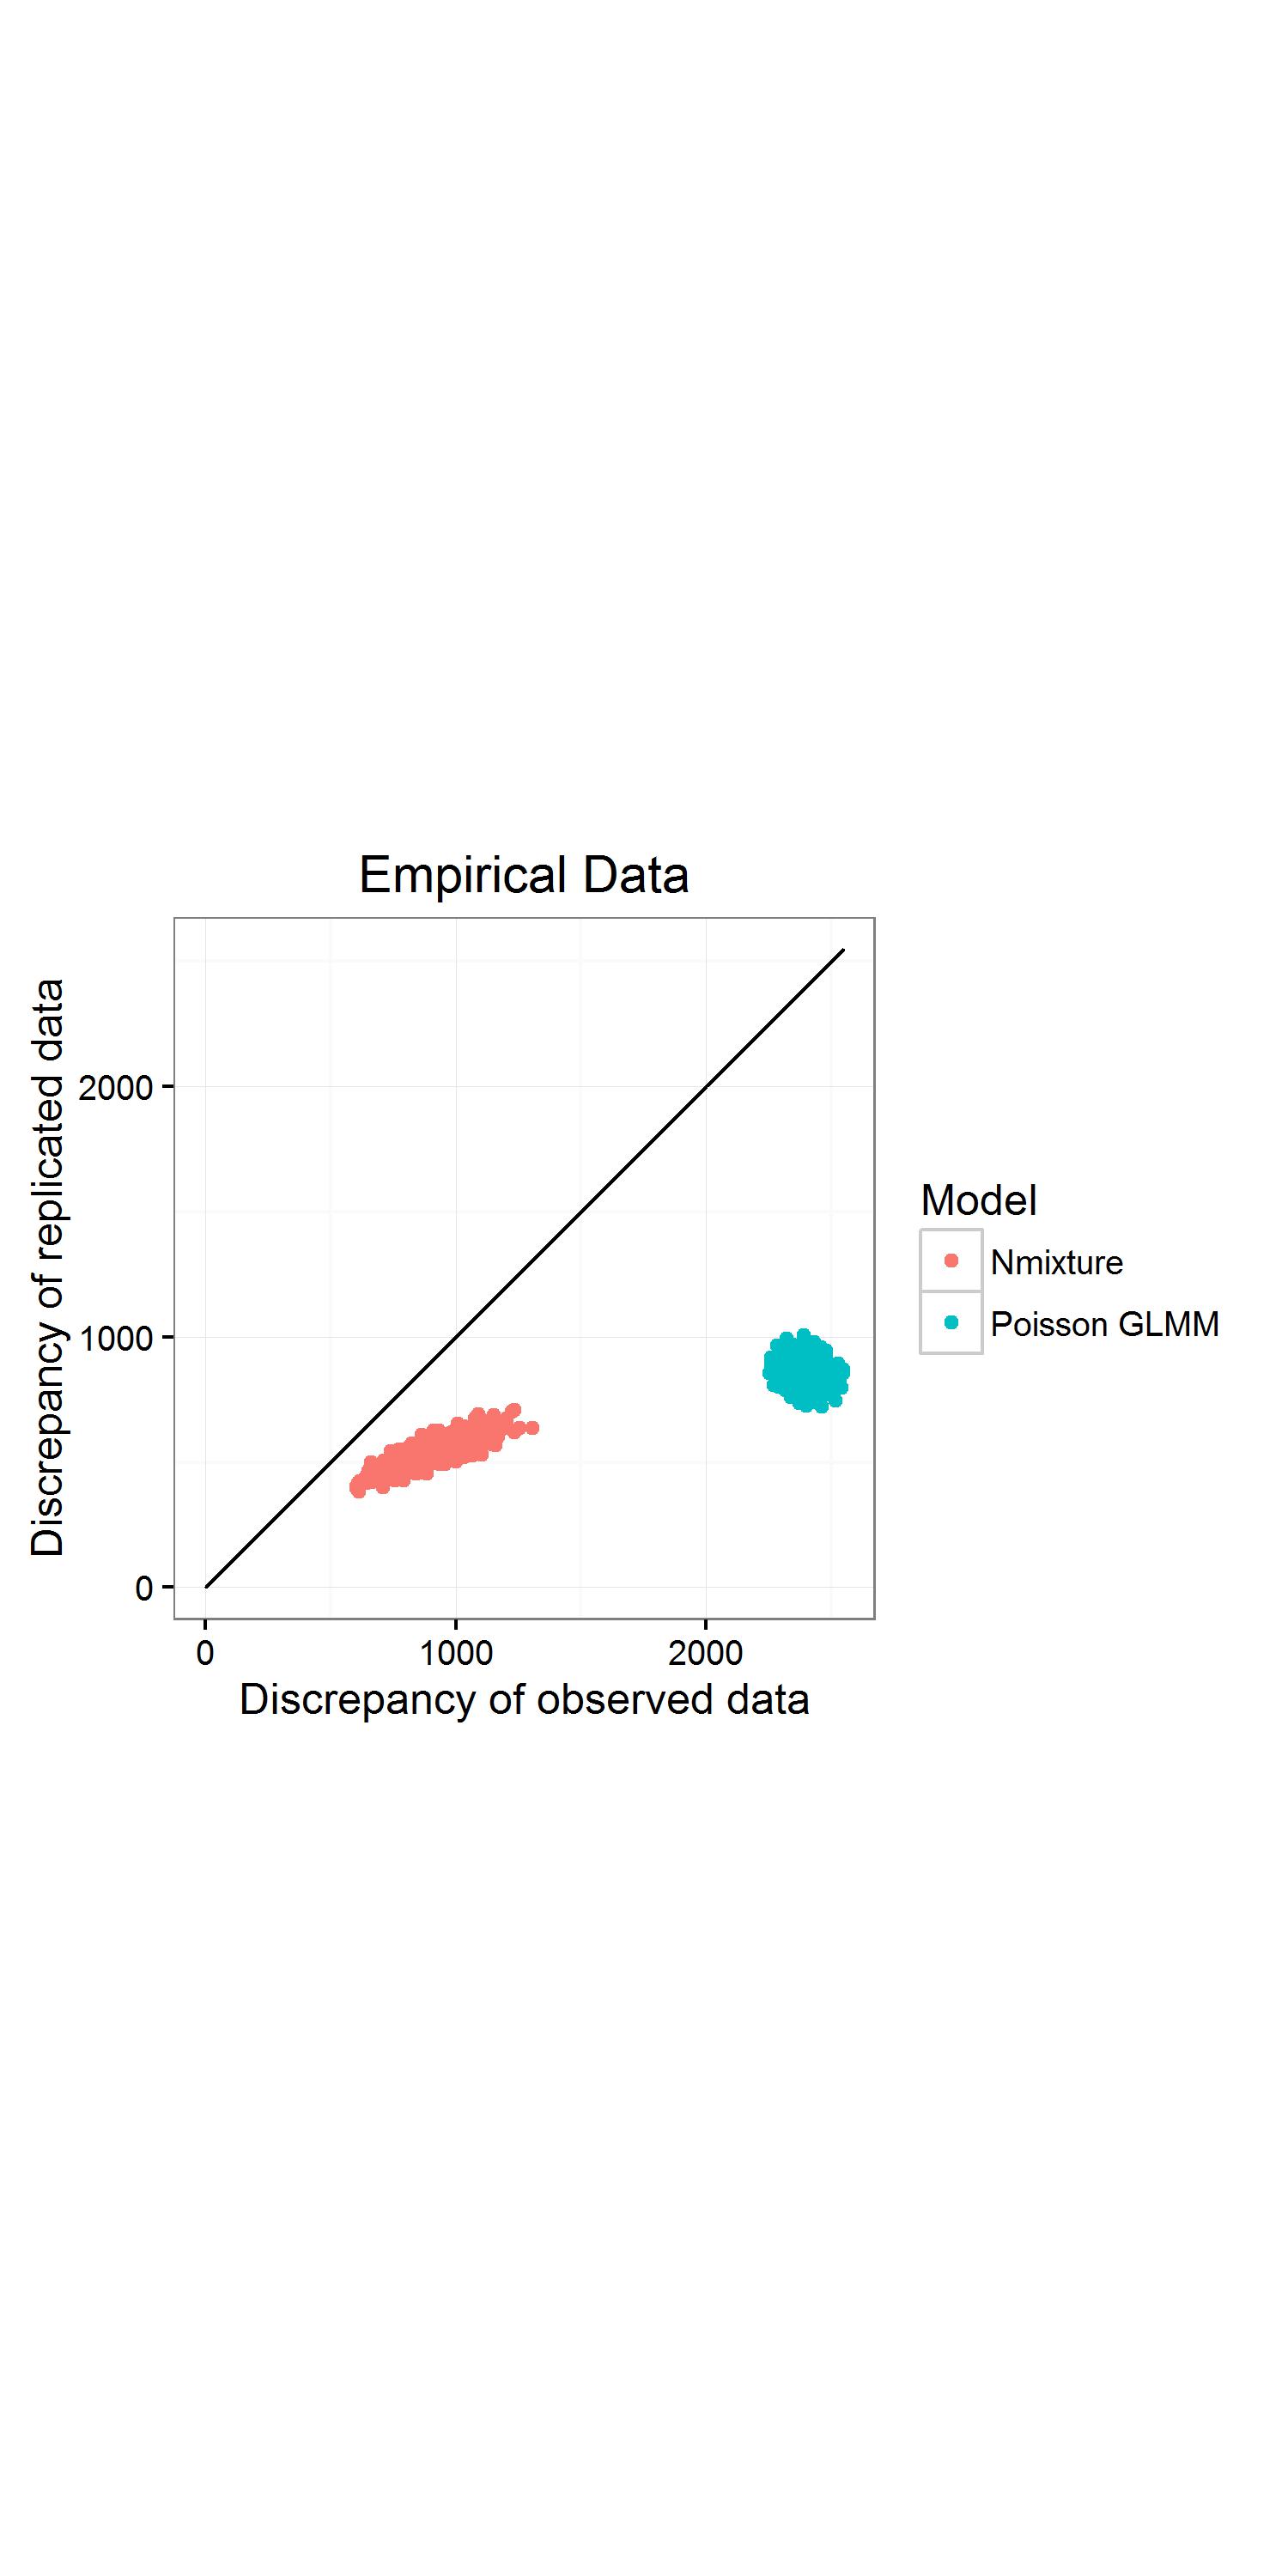 Empirical Data
Discrepancy of replicated data
2000
1000
0
0 1000 2000
Discrepancy of observed data
Model
Nmixture
Poisson GLMM